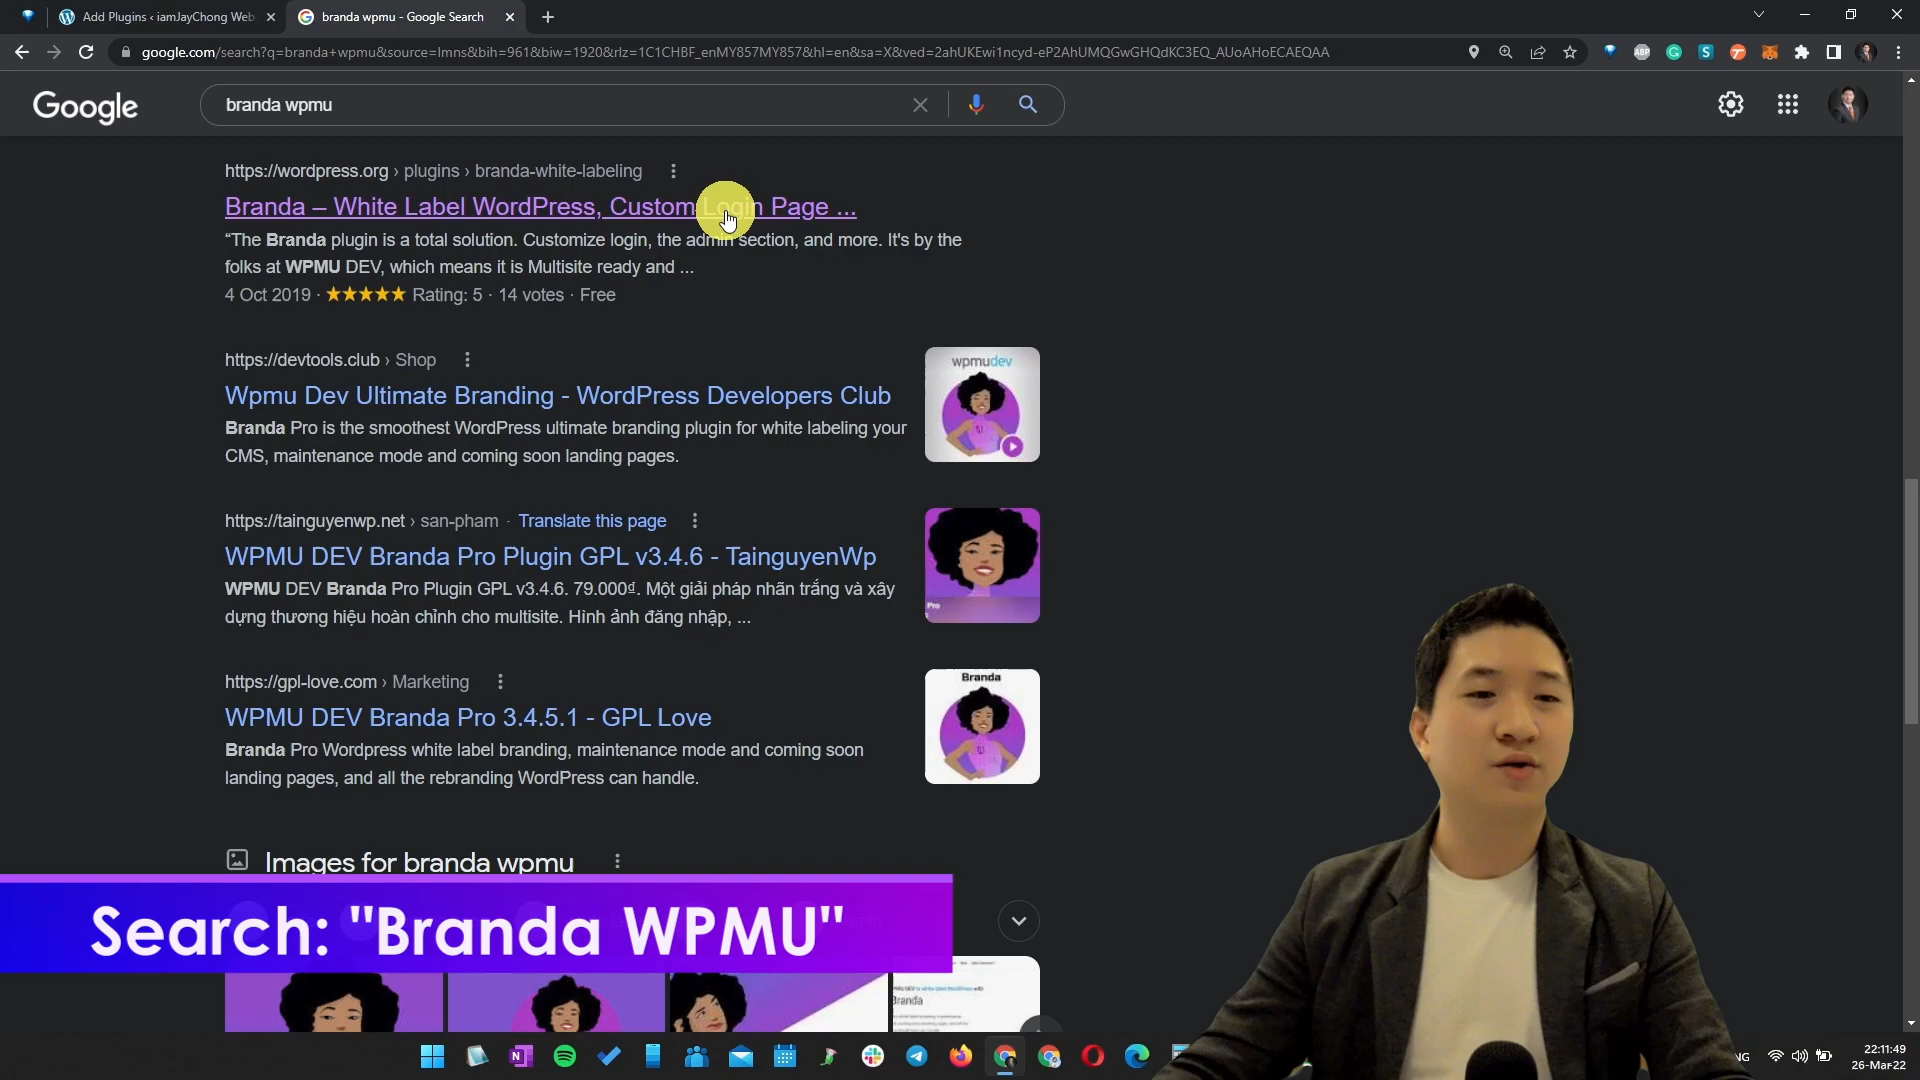 Add Plugins ‹ iamJayChong Web
branda wpmu - Google Search
google.com/search?q=branda+wpmu&source=lmns&bih=961&biw=1920&rlz=1C1CHBF_enMY857MY857&hl=en&sa=X&ved=2ahUKEwi1ncyd-eP2AhUMQGwGHQdKC3EQ_AUoAHoECAEQAA
Google
branda wpmu
https://wordpress.org › plugins › branda-white-labeling
Branda – White Label WordPress, Custom Login Page ...
“The Branda plugin is a total solution. Customize login, the admin section, and more. It's by the
folks at WPMU DEV, which means it is Multisite ready and ...
4 Oct 2019 · ★★★★★ Rating: 5 · 14 votes · Free
https://devtools.club › Shop
Wpmu Dev Ultimate Branding - WordPress Developers Club
Branda Pro is the smoothest WordPress ultimate branding plugin for white labeling your
CMS, maintenance mode and coming soon landing pages.
wpmudev
https://tainguyenwp.net › san-pham · Translate this page
WPMU DEV Branda Pro Plugin GPL v3.4.6 - TainguyenWp
WPMU DEV Branda Pro Plugin GPL v3.4.6. 79.000₫. Một giải pháp nhãn trắng và xây
dựng thương hiệu hoàn chỉnh cho multisite. Hình ảnh đăng nhập, ...
Pro
https://gpl-love.com › Marketing
WPMU DEV Branda Pro 3.4.5.1 - GPL Love
Branda Pro Wordpress white label branding, maintenance mode and coming soon
landing pages, and all the rebranding WordPress can handle.
Branda
Images for branda wpmu
Search: "Branda WPMU"
Branda
22:11:49
26-Mar-22